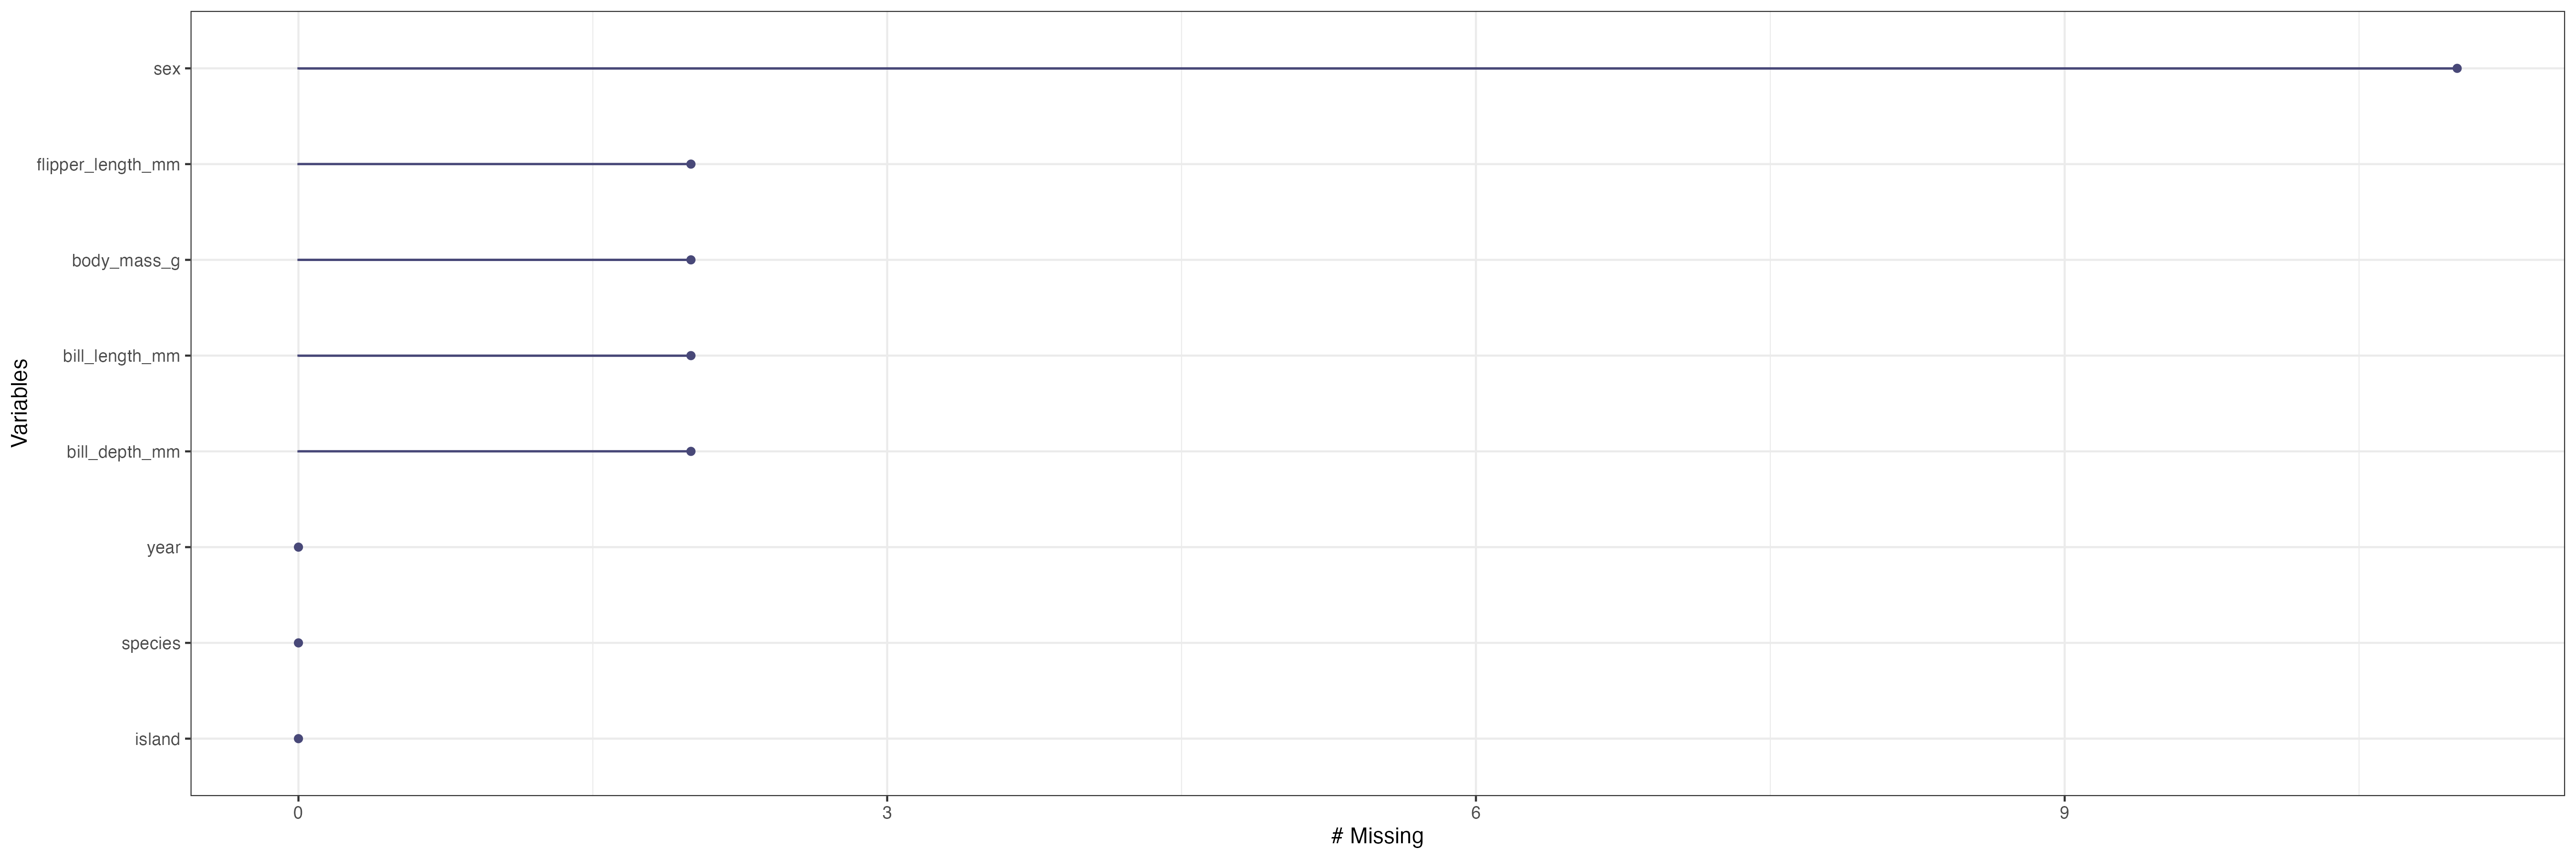 Variables
sex
flipper_length_mm
body_mass_g
bill_length_mm
bill_depth_mm
year
species
island
0 3 6 9
# Missing